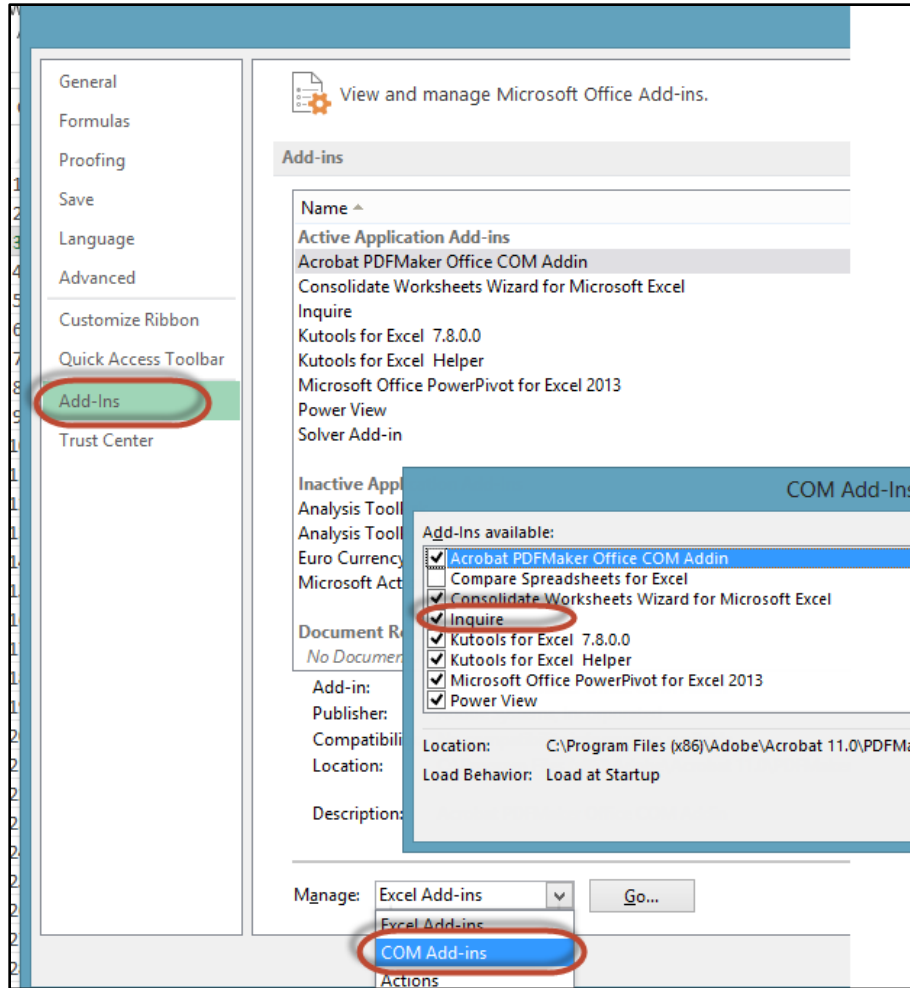 General
Formulas
Proofing
Save
Language
Advanced
Customize Ribbon
Quick Access Toolbar
Add-Ins
Trust Center
View and manage Microsoft Office Add-ins.
Add-ins
Name
Active Application Add-ins
Acrobat PDFMaker Office COM Addin
Consolidate Worksheets Wizard for Microsoft Excel
Inquire
Kutools for Excel 7.8.0.0
Kutools for Excel Helper
Microsoft Office PowerPivot for Excel 2013
Power View
Solver Add-in
Inactive Appl
Analysis Tooll
Analysis Tooll
Euro Currency
Microsoft Act
Document Re
No Documen
Add-in:
Publisher:
Compatibili
Location:
Description:
COM Add-Ins
Add-Ins available:
Acrobat PDFMaker Office COM Addin
Compare Spreadsheets for Excel
Consolidate Worksheets Wizard for Microsoft Excel
Inquire
Kutools for Excel 7.8.0.0
Kutools for Excel Helper
Microsoft Office PowerPivot for Excel 2013
Power View
Location: C:\Program Files (x86)\Adobe\Acrobat 11.0\PDFMa
Load Behavior: Load at Startup
Manage: Excel Add-ins Go...
Excel Add-ins
COM Add-ins
Actions